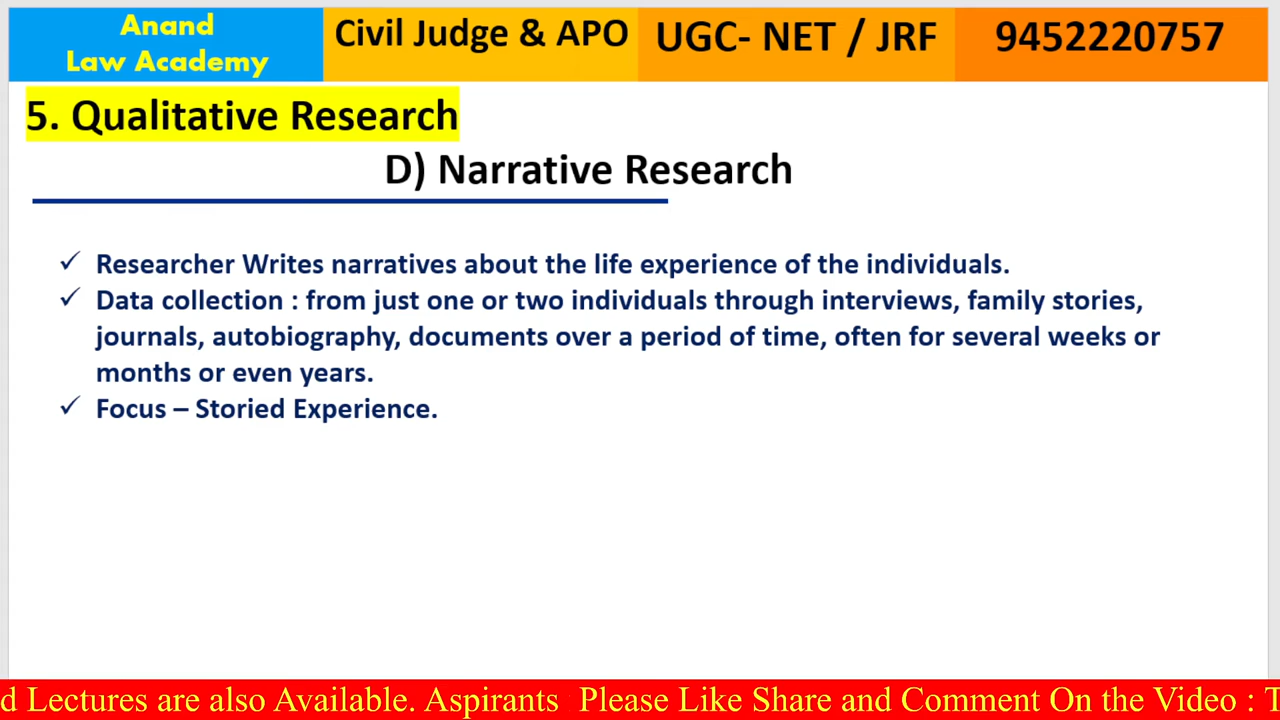 Anand
Law Academy
Civil Judge & APO
UGC- NET / JRF
9452220757
5. Qualitative Research
D) Narrative Research
✓ Researcher Writes narratives about the life experience of the individuals.
✓ Data collection : from just one or two individuals through interviews, family stories,
journals, autobiography, documents over a period of time, often for several weeks or
months or even years.
✓ Focus – Storied Experience.
d Lectures are also Available. Aspirants Please Like Share and Comment On the Video : T